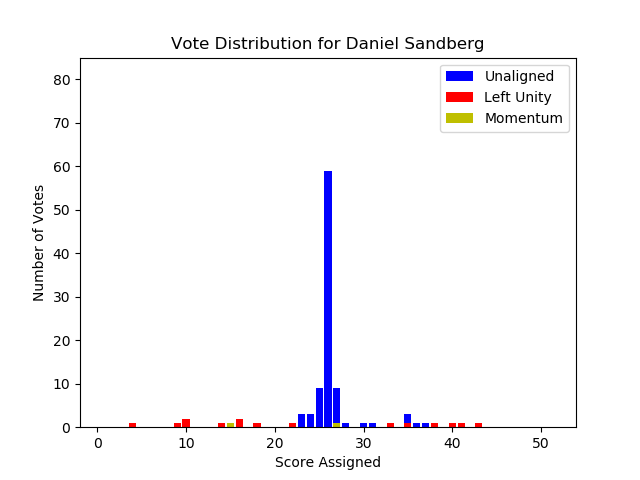 Vote Distribution for Daniel Sandberg
Unaligned
Left Unity
Momentum
80
70
60
50
40
30
20
10
0
Number of Votes
0 10 20 30 40 50
Score Assigned